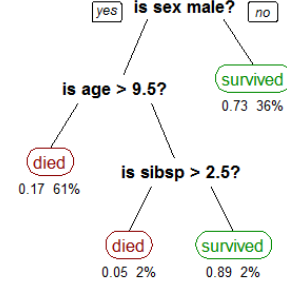 yes is sex male? no
is age > 9.5?
survived
0.73 36%
died
0.17 61%
is sibsp > 2.5?
died survived
0.05 2% 0.89 2%